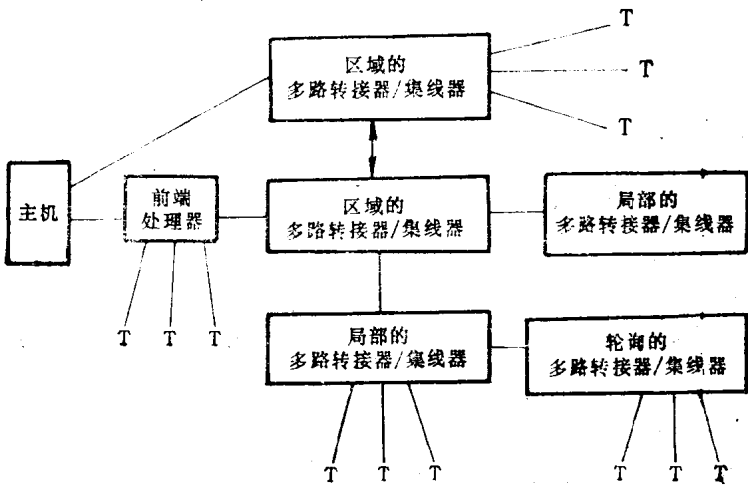 T
区域的
多路转接器/集线器
T
T
主机
前端
处理器
区域的
多路转接器/集线器
局部的
多路转接器/集线器
T T T
局部的
多路转接器/集线器
轮询的
多路转接器/集线器
T T T
T T T